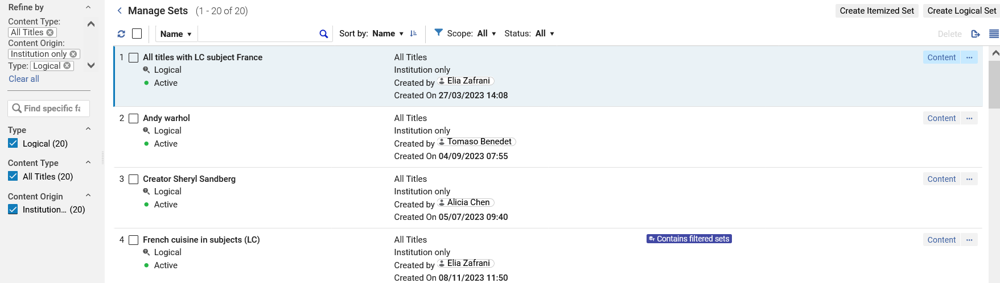 Refine by
Content Type:
All Titles
Content Origin:
Institution only
Type: Logical
Clear all
Find specific fa
Type
Logical (20)
Content Type
All Titles (20)
Content Origin
Institution... (20)
Manage Sets (1 - 20 of 20)
Create Itemized Set Create Logical Set
Name Sort by: Name Scope: All Status: All Delete
1 All titles with LC subject France All Titles Content ...
Logical Institution only
Active Created by Elia Zafrani
Created On 27/03/2023 14:08
2 Andy warhol All Titles Content ...
Logical Institution only
Active Created by Tomaso Benedet
Created On 04/09/2023 07:55
3 Creator Sheryl Sandberg All Titles Content ...
Logical Institution only
Active Created by Alicia Chen
Created On 05/07/2023 09:40
4 French cuisine in subjects (LC) All Titles Contains filtered sets Content ...
Logical Institution only
Active Created by Elia Zafrani
Created On 08/11/2023 11:50